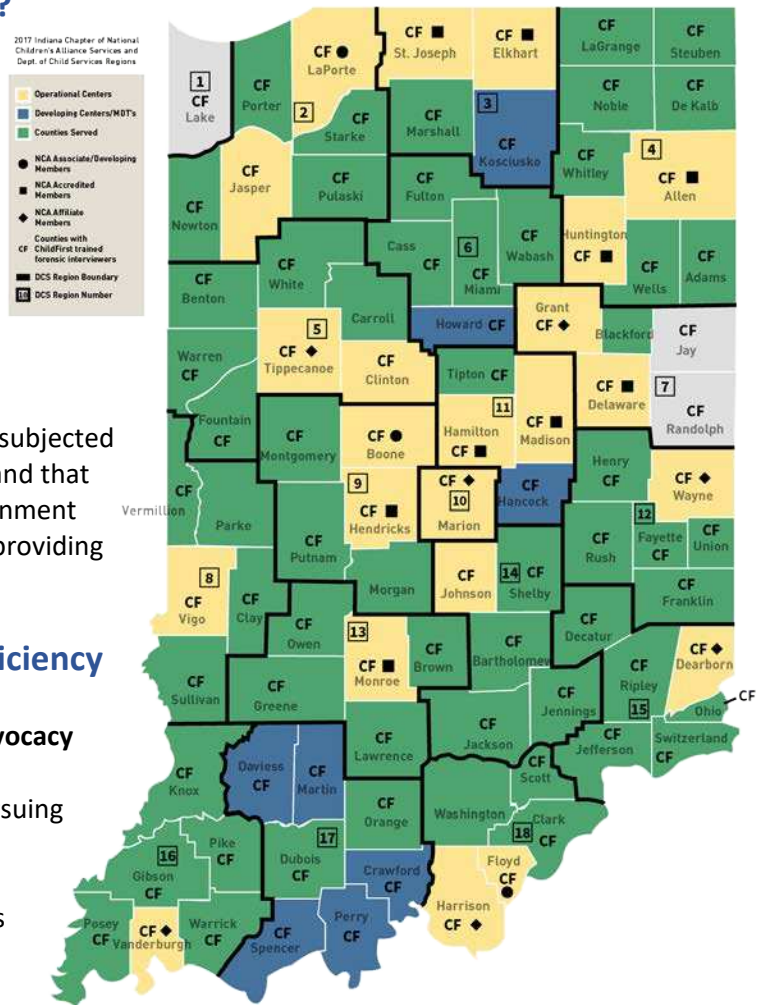 ?
2017 Indiana Chapter of National
Children's Alliance Services and
Dept. of Child Services Regions
Operational Centers
Developing Centers/MDT's
Counties Served
NCA Associate/Developing
Members
NCA Accredited
Members
NCA Affiliate
Members
Counties with
CF ChildFirst trained
forensic interviewers
DCS Region Boundary
10 DCS Region Number
subjected
and that
nment
providing
iciency
vocacy
suing
s
1
CF
Lake
CF
Porter
CF
LaPorte
2
CF
Starke
CF
St. Joseph
CF
Elkhart
CF
LaGrange
CF
Steuben
CF
Noble
CF
De Kalb
CF
Marshall
3
CF
Kosciusko
CF
Whitley
4
CF
Allen
CF
Newton
CF
Jasper
CF
Pulaski
CF
Fulton
Cass
CF
6
CF
Miami
CF
Wabash
Huntington
CF
CF
Wells
CF
Adams
CF
Benton
CF
White
Carroll
Howard CF
Grant
CF
Blackford
CF
Jay
Warren
CF
5
CF
Tippecanoe
CF
Clinton
Tipton CF
11
Hamilton
CF
CF
Madison
CF
Delaware
7
CF
Randolph
Fountain
CF
CF
Montgomery
CF
Boone
Henry
CF
CF
Wayne
CF
Vermillion
Parke
CF
Putnam
9
CF
Hendricks
CF
10
Marion
CF
Hancock
12
CF
Rush
Fayette
CF
CF
Union
8
CF
Vigo
CF
Clay
Morgan
CF
Johnson
14 CF
Shelby
CF
Franklin
CF
Owen
13
CF
Monroe
CF
Brown
CF
Bartholomew
CF
Decatur
CF
Dearborn
CF
Sullivan
CF
Greene
CF
Ripley
15
CF
Ohio
CF
Jennings
CF
Jackson
CF
Lawrence
CF
Jefferson
Switzerland
CF
CF
Knox
Daviess
CF
CF
Martin
CF
Orange
Washington
CF
Scott
18 Clark
CF
16
Gibson
CF
Pike
CF
17
Dubois
CF
Crawford
CF
Floyd
CF
Harrison
CF
Posey
CF
CF
Vanderburgh
Warrick
CF
CF
Spencer
Perry
CF